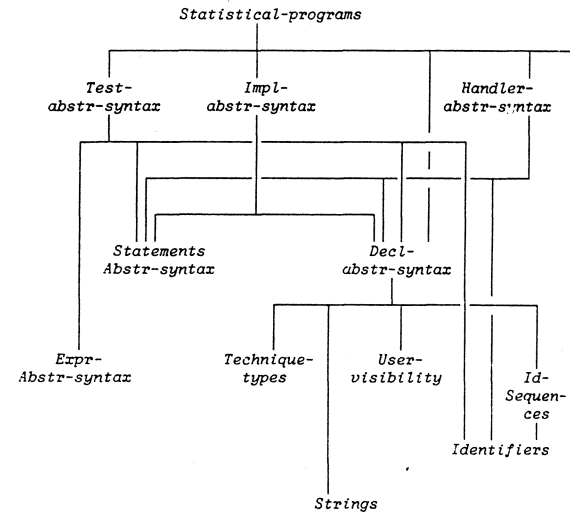 Statistical-programs
Test-
abstr-syntax
Impl-
abstr-syntax
Handler-
abstr-syntax
Statements
Abstr-syntax
Decl-
abstr-syntax
Expr-
Abstr-syntax
Technique-
types
User-
visibility
Id-
Sequen-
ces
Identifiers
Strings